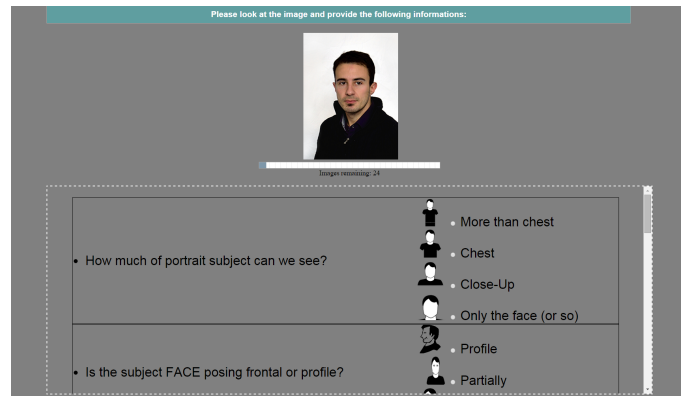 Please look at the image and provide the following informations:
Images remaining: 24
How much of portrait subject can we see?
More than chest
Chest
Close-Up
Only the face (or so)
Is the subject FACE posing frontal or profile?
Profile
Partially